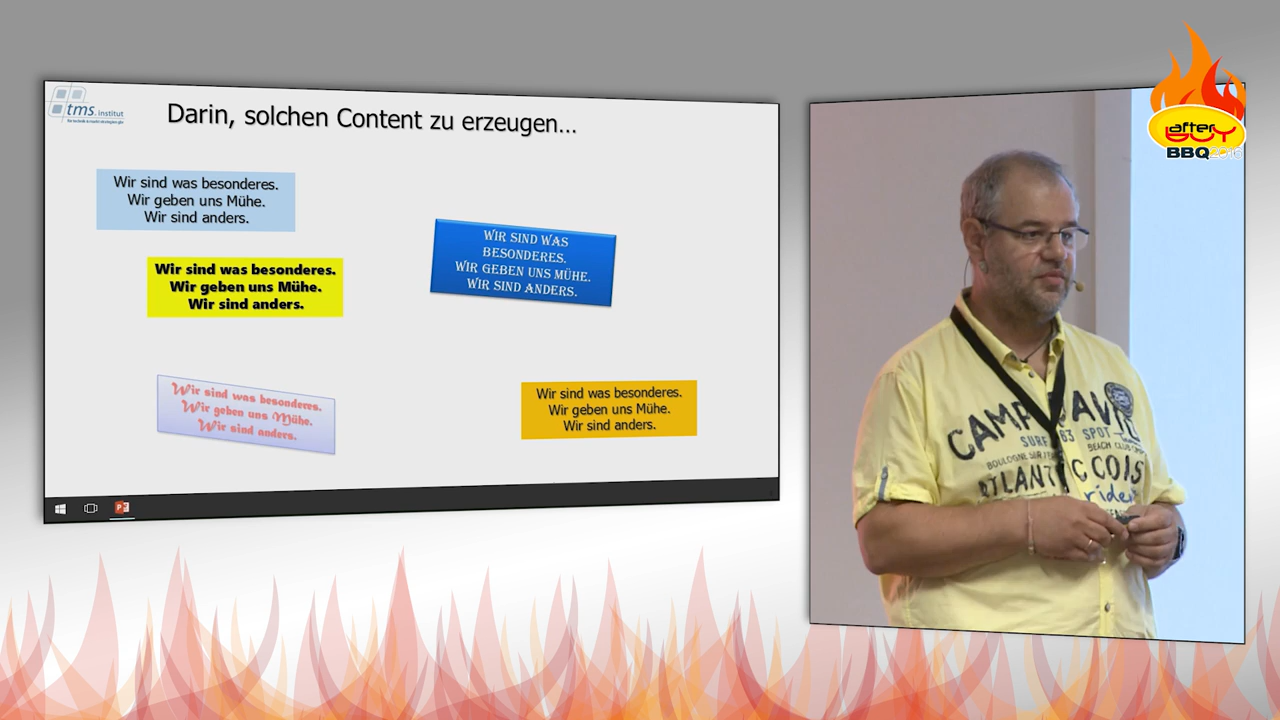 tms.institut
Darin, solchen Content zu erzeugen...
Wir sind was besonderes.
Wir geben uns Mühe.
Wir sind anders.
Wir sind was besonderes.
Wir geben uns Mühe.
Wir sind anders.
WIR SIND WAS
BESONDERES.
WIR GEBEN UNS MÜHE.
WIR SIND ANDERS.
Wir sind was besonderes.
Wir geben uns Mühe.
Wir sind anders.
Wir sind was besonderes.
Wir geben uns Mühe.
Wir sind anders.
after
BUY
BBQ2016
CAMP DAVID
SURF 83 SPOT
BEACH CLUB
ATLANTIC COAS
rider